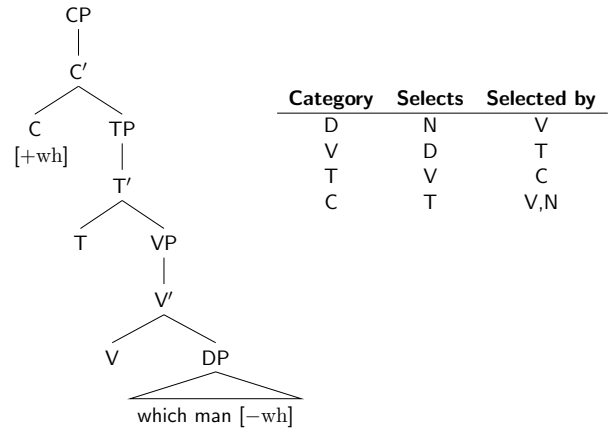 CP
C′
C TP
[+wh]
T′
T VP
V′
V DP
which man [−wh]
Category Selects Selected by
D N V
V D T
T V C
C T V,N